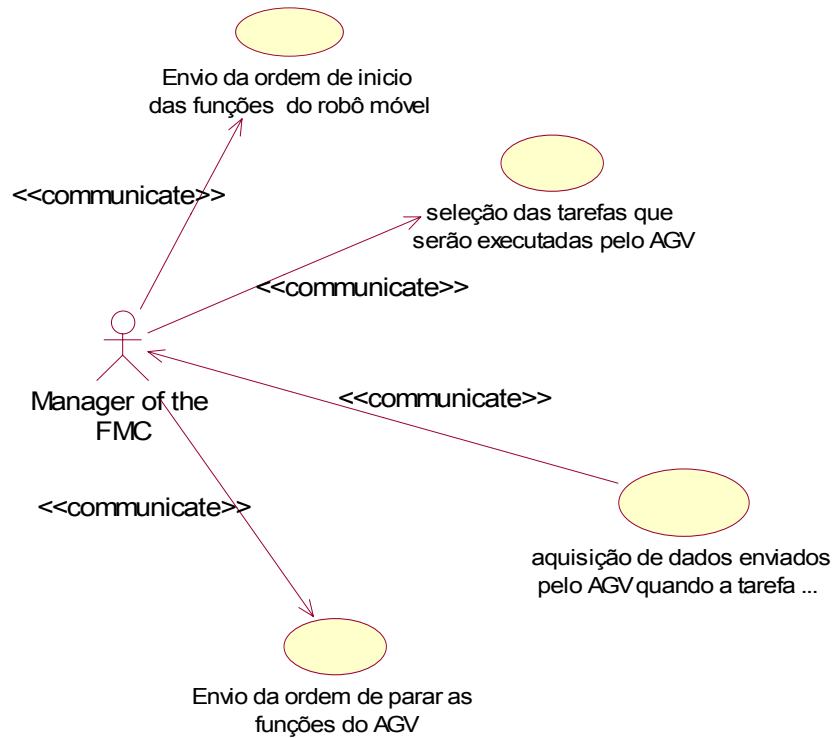 Envio da ordem de inicio
das funções do robô móvel
<<communicate>>
seleção das tarefas que
serão executadas pelo AGV
<<communicate>>
Manager of the
FMC
<<communicate>>
<<communicate>>
aquisição de dados enviados
pelo AGV quando a tarefa ...
Envio da ordem de parar as
funções do AGV